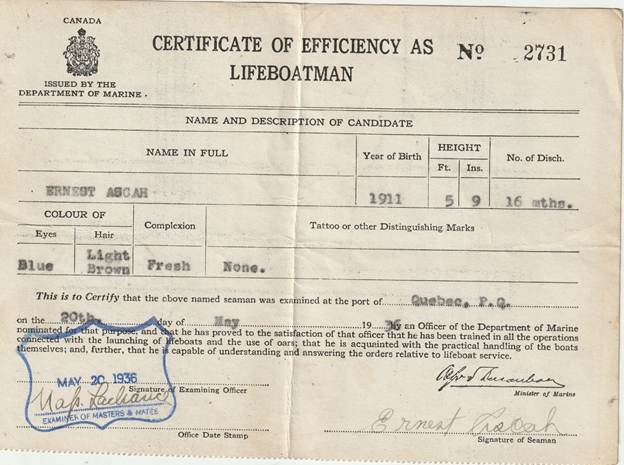 CANADA
ISSUED BY THE
DEPARTMENT OF MARINE.
CERTIFICATE OF EFFICIENCY AS
LIFEBOATMAN
No 2731
NAME AND DESCRIPTION OF CANDIDATE
NAME IN FULL
Year of Birth
HEIGHT
Ft. Ins.
No. of Disch.
ERNEST ASCAH
1911
5 9
16 mths.
COLOUR OF
Eyes Hair
Complexion
Tattoo or other Distinguishing Marks
Blue
Light
Brown
Fresh
None.
This is to Certify that the above named seaman was examined at the port of Quebec, P.Q.
on the 20th. day of May 1936 by an Officer of the Department of Marine
nominated for that purpose, and that he has proved to the satisfaction of that officer that he has been trained in all the operations
connected with the launching of lifeboats and the use of oars; that he is acquainted with the practical handling of the boats
themselves; and, further, that he is capable of understanding and answering the orders relative to lifeboat service.
MAY 20 1936
Signature of Examining Officer
EXAMINER OF MASTERS & MATES
Minister of Marine
Office Date Stamp
Ernest Ascah
Signature of Seaman